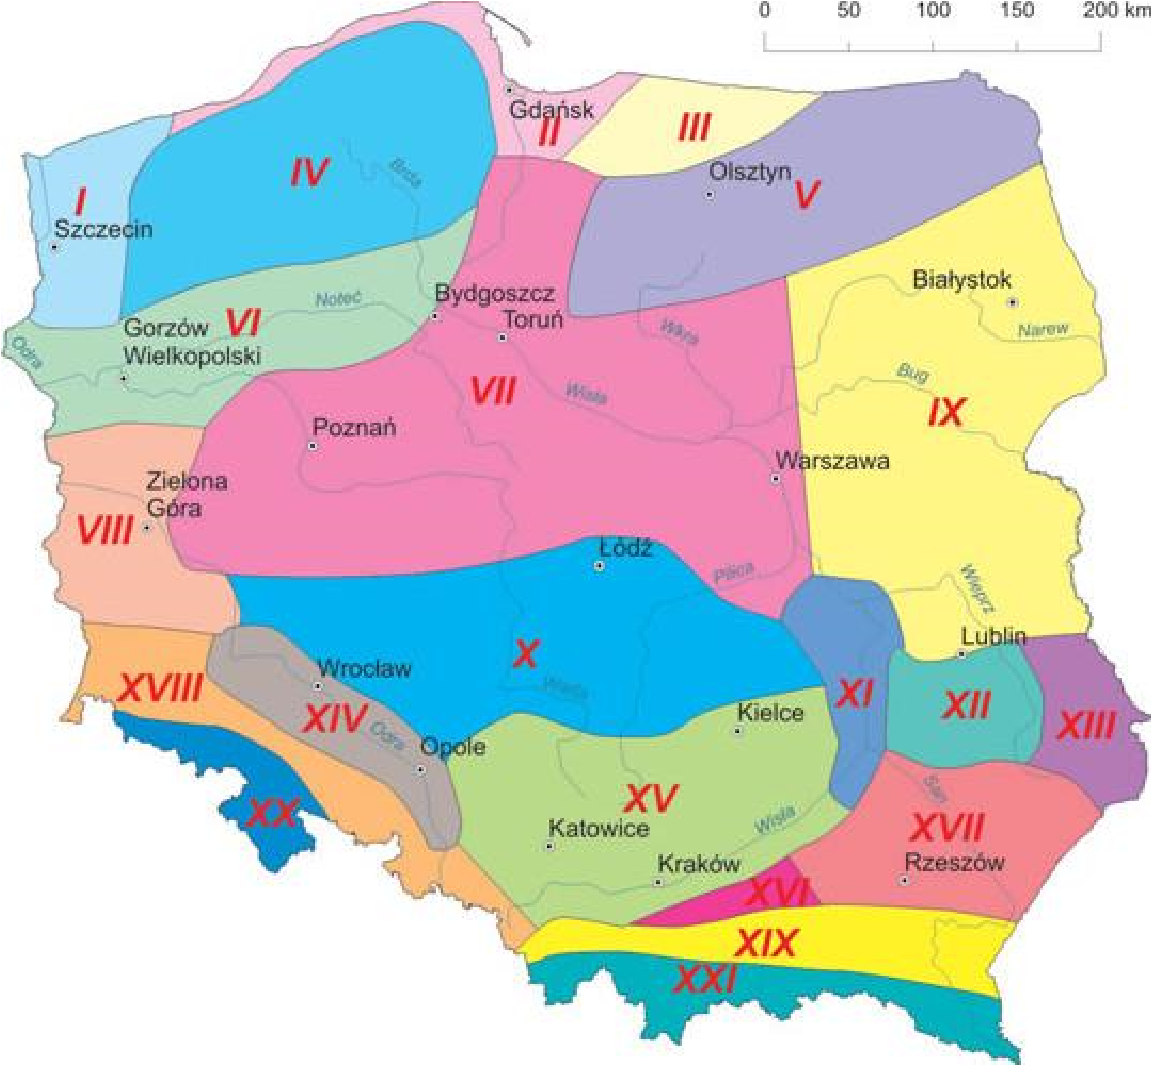 0 50 100 150 200 km
Gdańsk
II
III
IV
Brda
Olsztyn
V
I
Szczecin
Białystok
Bydgoszcz
Noteć
Toruń
VI
Gorzów
Wielkopolski
Odra
Wkra
Narew
Bug
VII
Wisła
IX
Poznań
Warszawa
Zielona
Góra
VIII
Łódź
Pilica
Wieprz
Lublin
X
Wrocław
Warta
XVIII
XI
XII
XIII
XIV
Odra
Kielce
Opole
XV
San
XX
Wisła
Katowice
XVII
Kraków
Rzeszów
XVI
XIX
XXI